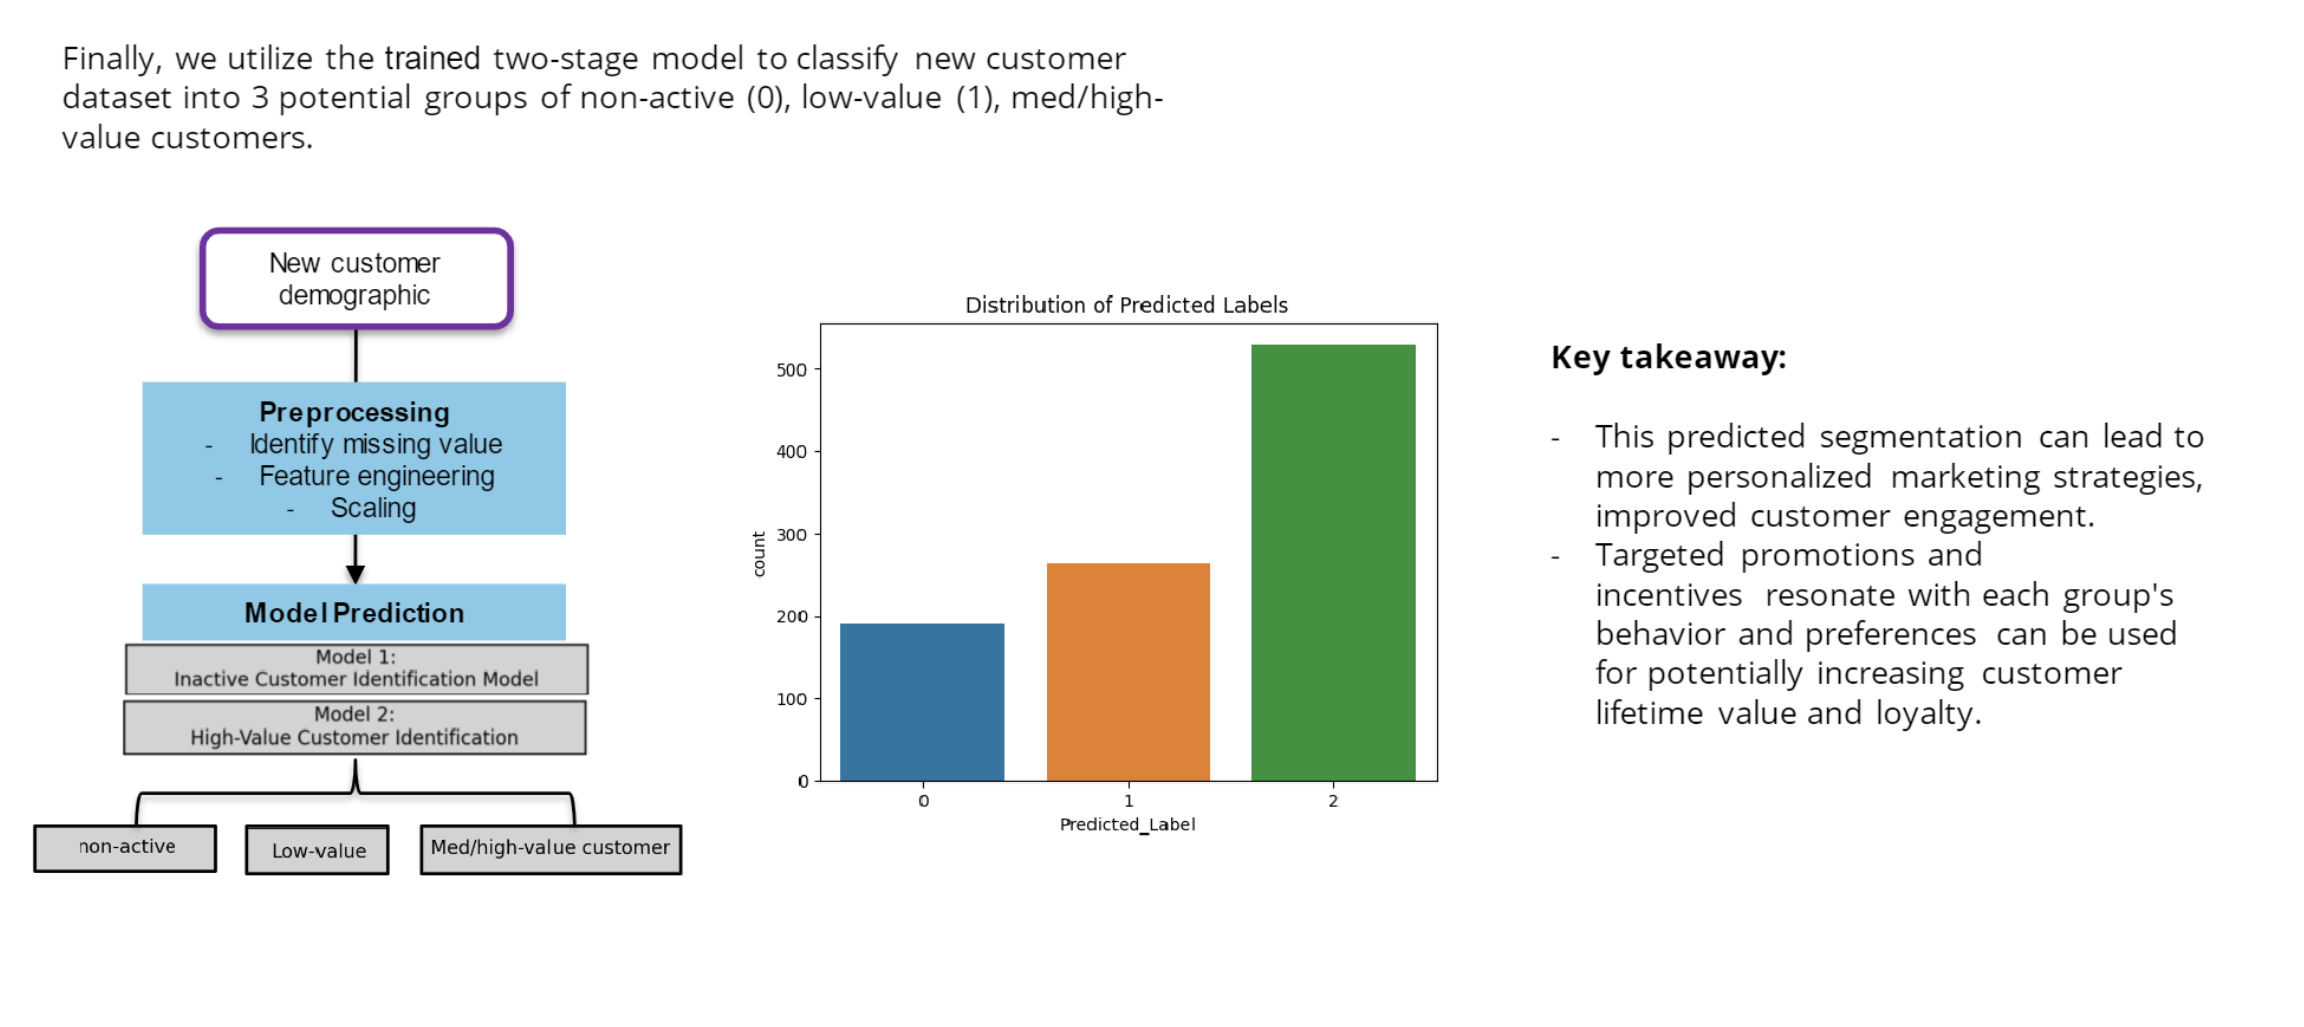 Finally, we utilize the trained two-stage model to classify new customer
dataset into 3 potential groups of non-active (0), low-value (1), med/high-
value customers.
New customer
demographic
Preprocessing
- Identify missing value
- Feature engineering
- Scaling
Model Prediction
Model 1:
Inactive Customer Identification Model
Model 2:
High-Value Customer Identification
non-active
Low-value
Med/high-value customer
Distribution of Predicted Labels
500
400
300
200
100
0
count
0
1
2
Predicted_Label
Key takeaway:
- This predicted segmentation can lead to
more personalized marketing strategies,
improved customer engagement.
- Targeted promotions and
incentives resonate with each group's
behavior and preferences can be used
for potentially increasing customer
lifetime value and loyalty.